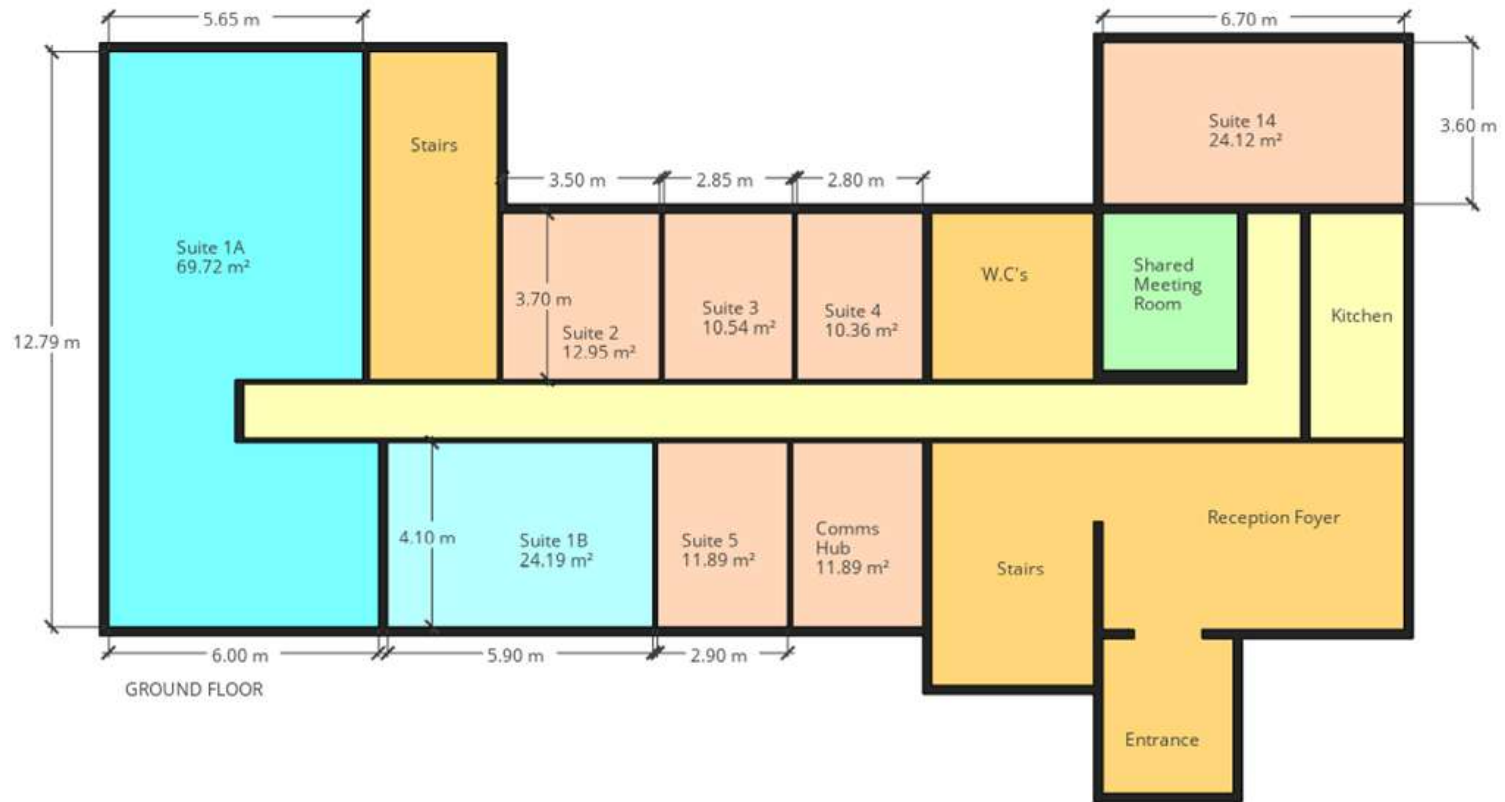 5.65 m
6.70 m
Stairs
Suite 14
24.12 m²
3.60 m
3.50 m
2.85 m
2.80 m
Suite 1A
69.72 m²
W.C's
Shared
Meeting
Room
3.70 m
Suite 2
12.95 m²
Suite 3
10.54 m²
Suite 4
10.36 m²
Kitchen
12.79 m
4.10 m
Suite 1B
24.19 m²
Suite 5
11.89 m²
Comms
Hub
11.89 m²
Reception Foyer
Stairs
6.00 m
5.90 m
2.90 m
GROUND FLOOR
Entrance